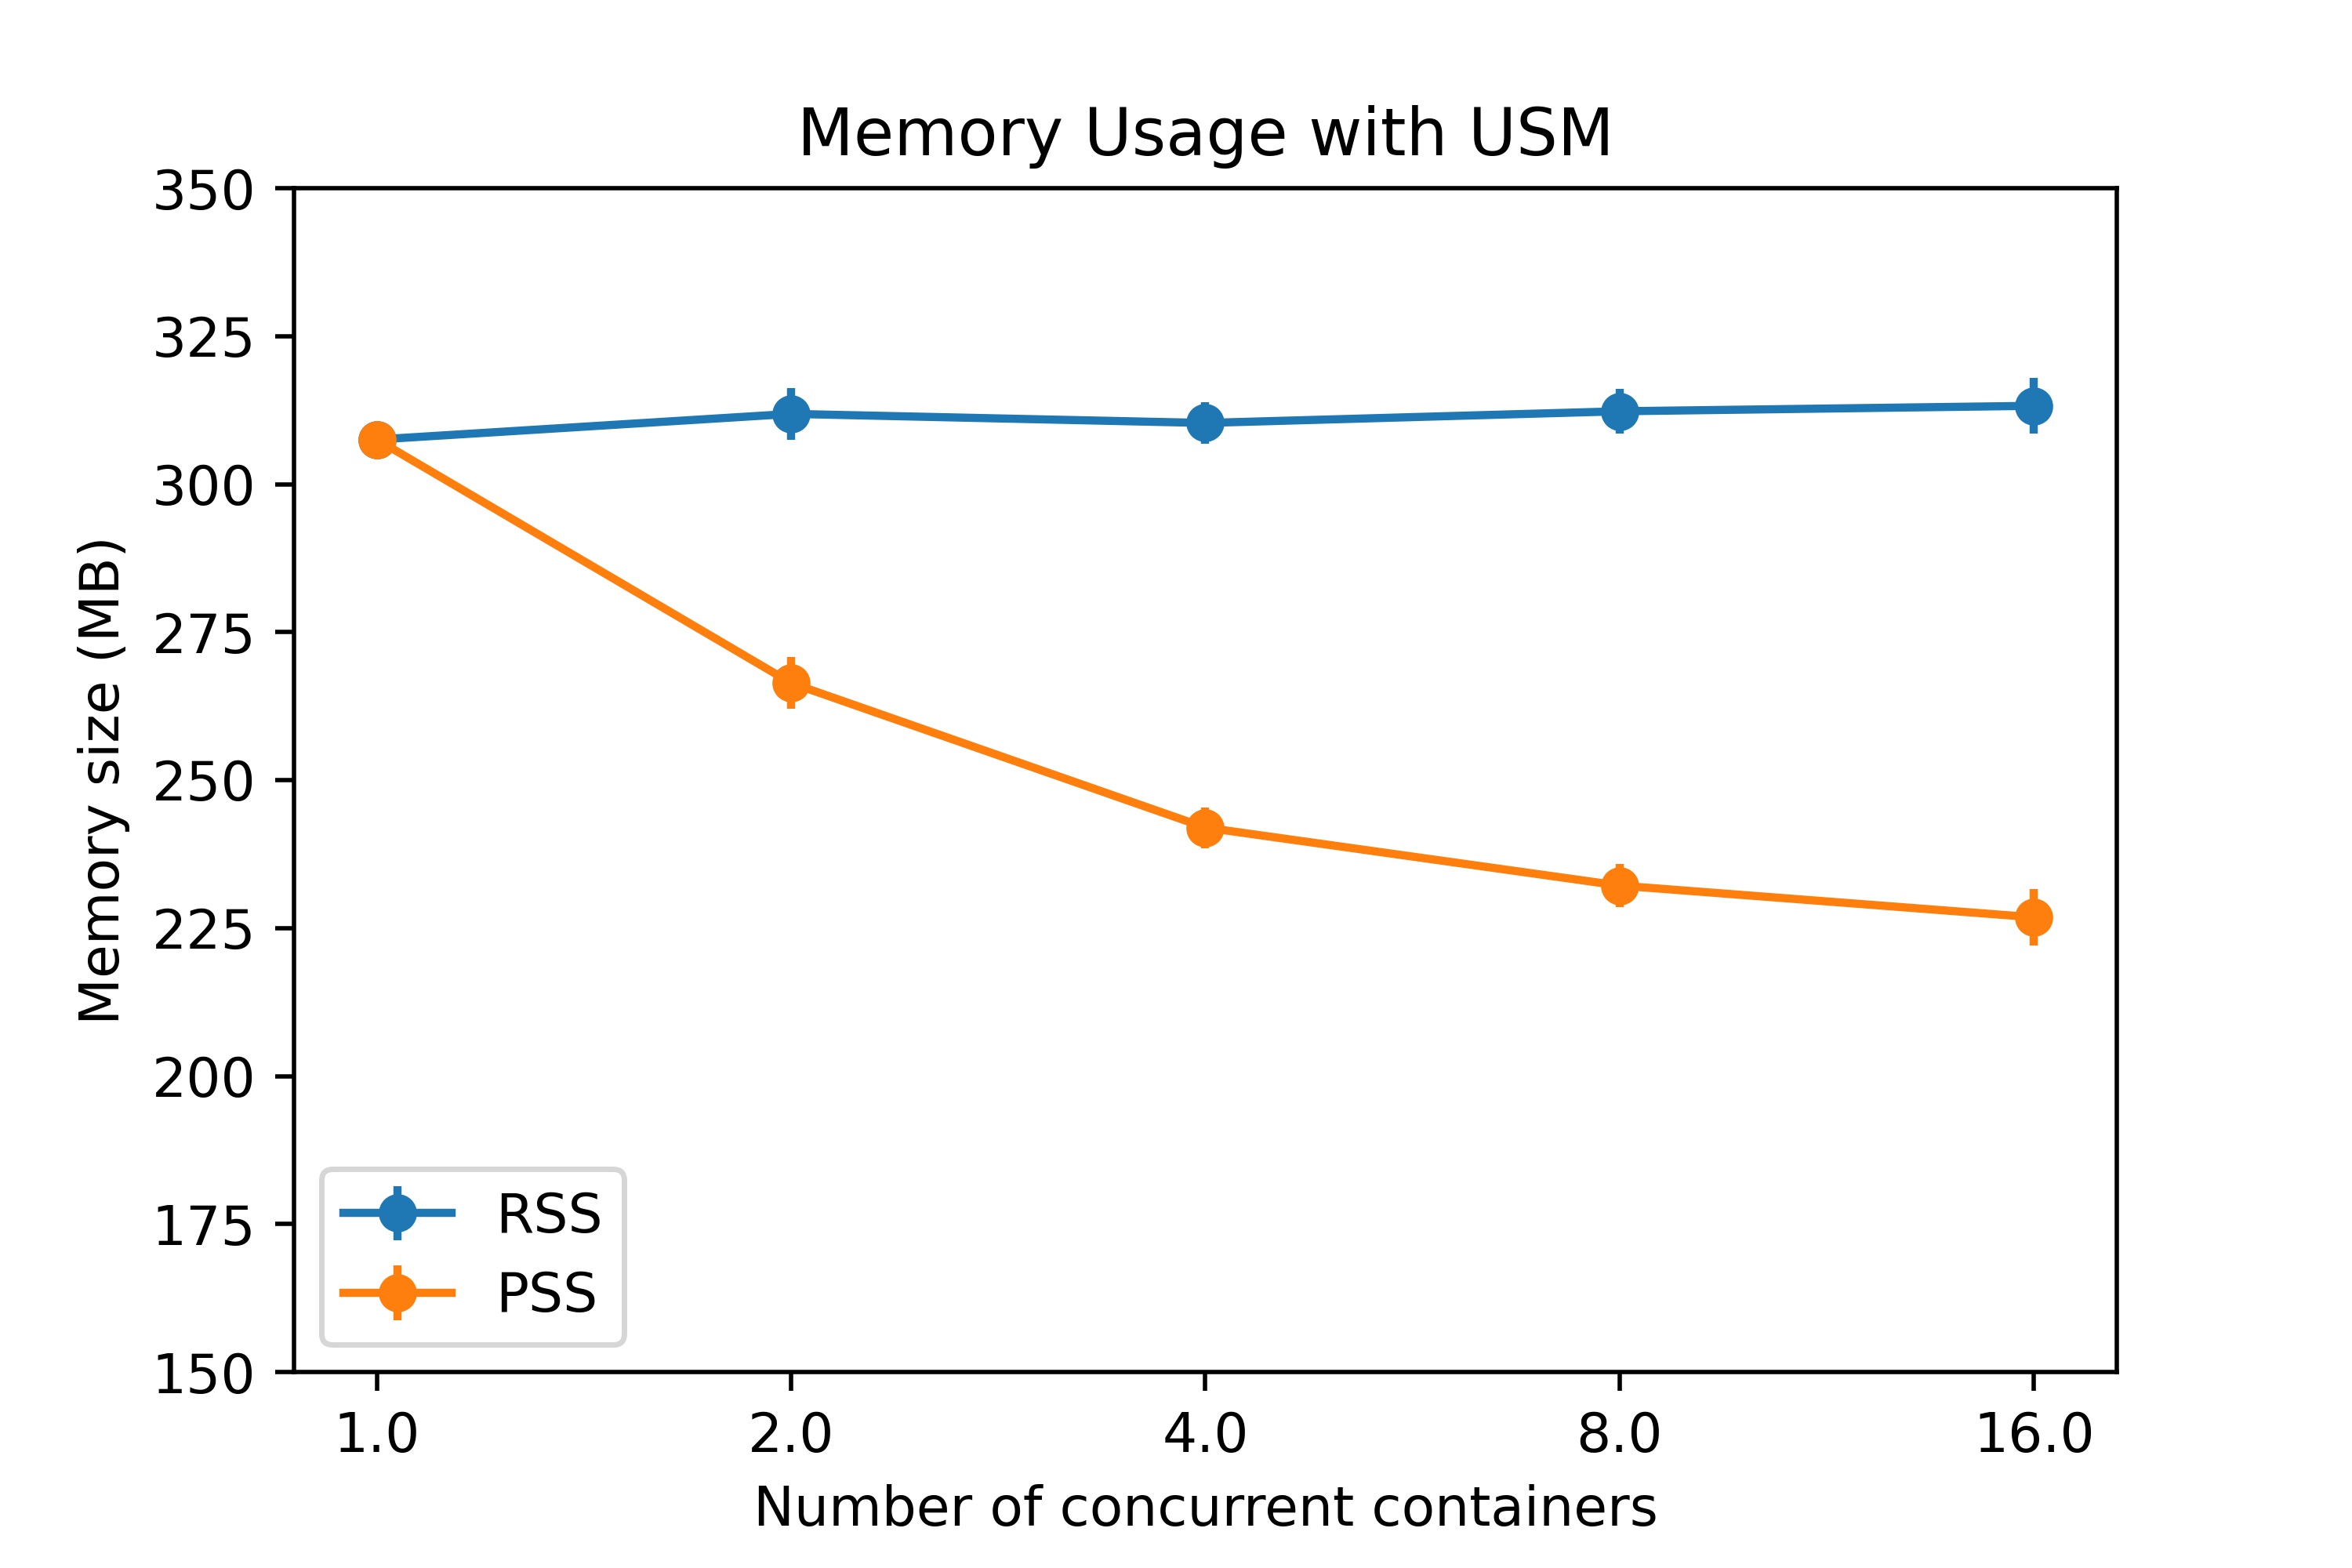 Memory Usage with USM
350
325
300
275
250
225
200
175
150
Memory size (MB)
RSS
PSS
1.0 2.0 4.0 8.0 16.0
Number of concurrent containers